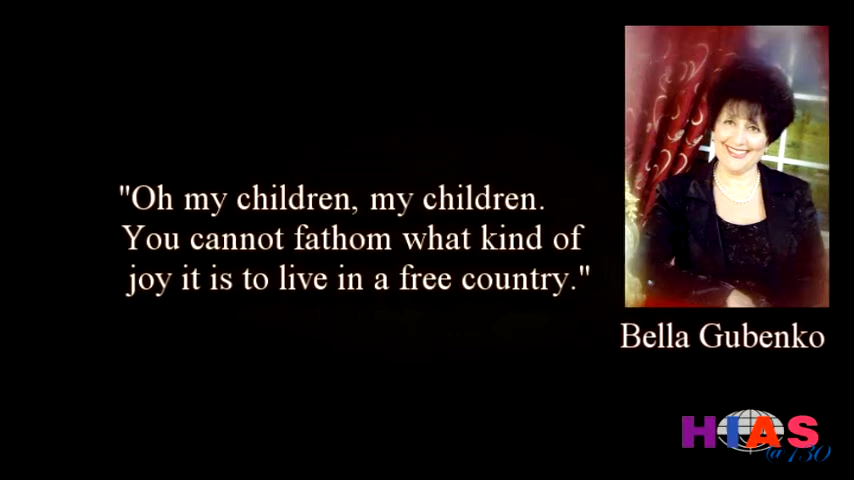 "Oh my children, my children.
You cannot fathom what kind of
joy it is to live in a free country."
Bella Gubenko
HIAS
@130